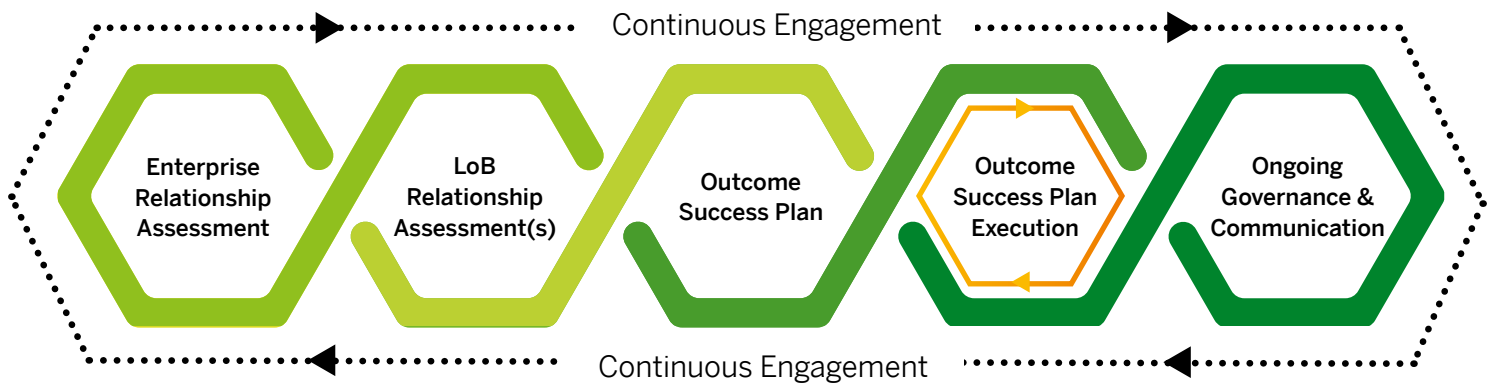 Continuous Engagement
Enterprise
Relationship
Assessment
LoB
Relationship
Assessment(s)
Outcome
Success Plan
Outcome
Success Plan
Execution
Ongoing
Governance &
Communication
Continuous Engagement